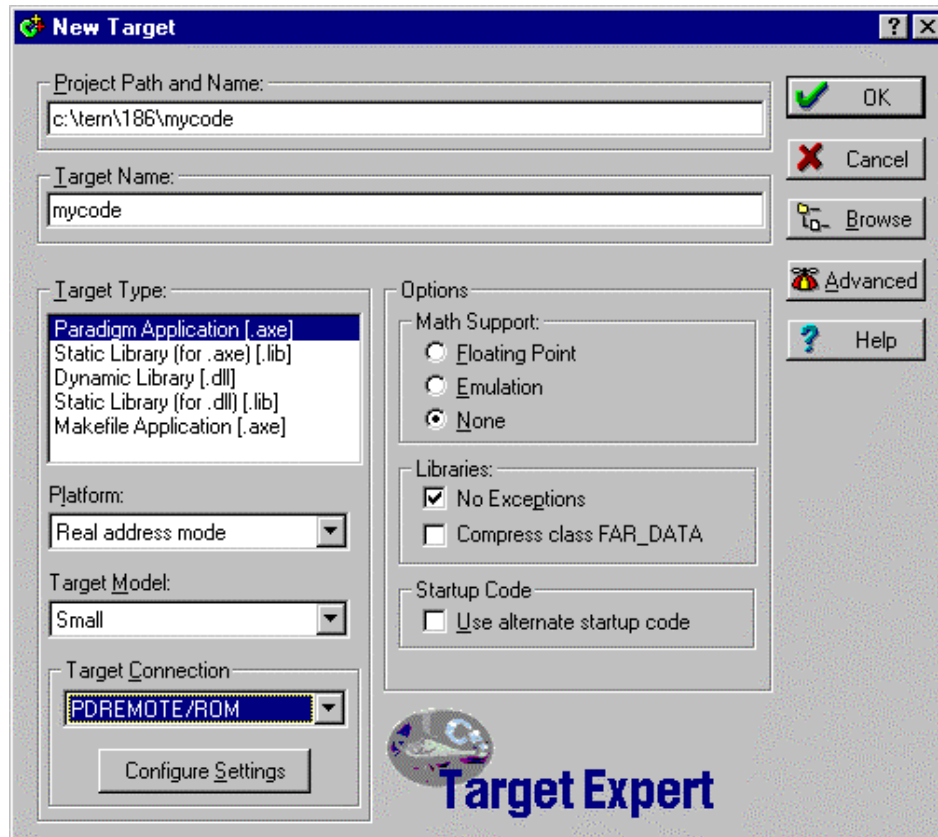 New Target
Project Path and Name:
c:\tern\186\mycode
Target Name:
mycode
OK
Cancel
Browse
Advanced
Help
Target Type:
Paradigm Application [.axe]
Static Library (for .axe) [.lib]
Dynamic Library [.dll]
Static Library (for .dll) [.lib]
Makefile Application [.axe]
Platform:
Real address mode
Target Model:
Small
Target Connection
PDREMOTE/ROM
Configure Settings
Options
Math Support:
Floating Point
Emulation
None
Libraries:
No Exceptions
Compress class FAR_DATA
Startup Code
Use alternate startup code
Target Expert